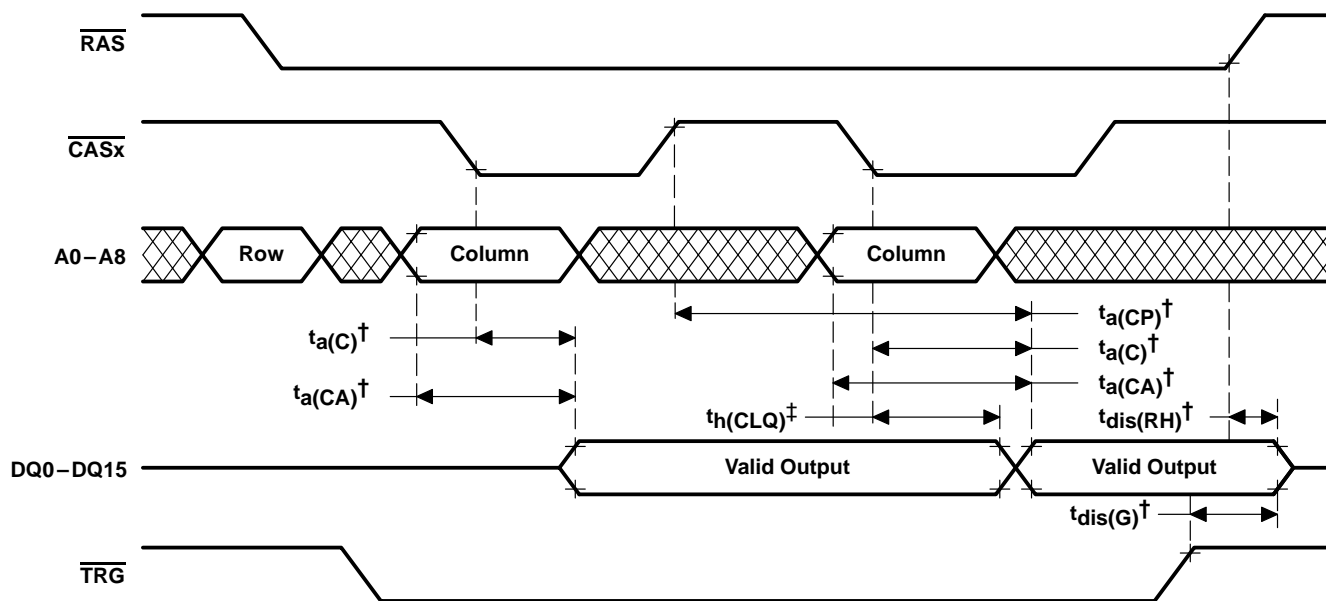 RAS
CASx
A0–A8
Row
Column
Column
ta(CP)†
ta(C)†
ta(C)†
ta(CA)†
ta(CA)†
th(CLQ)‡
tdis(RH)†
DQ0–DQ15
Valid Output
Valid Output
tdis(G)†
TRG